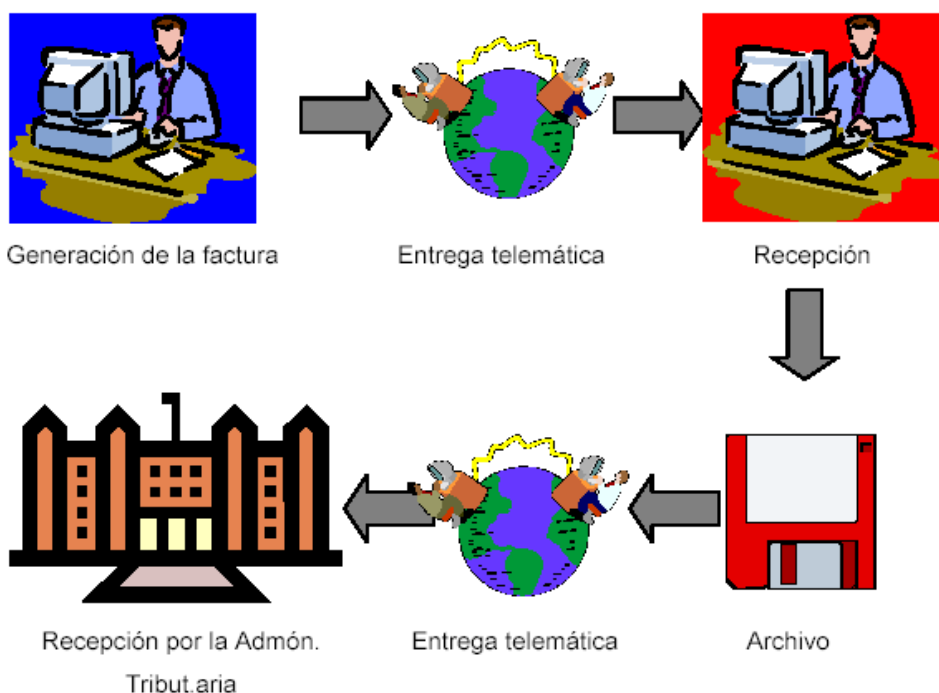 Generación de la factura
Entrega telemática
Recepción
Recepción por la Admón.
Tribut.aria
Entrega telemática
Archivo